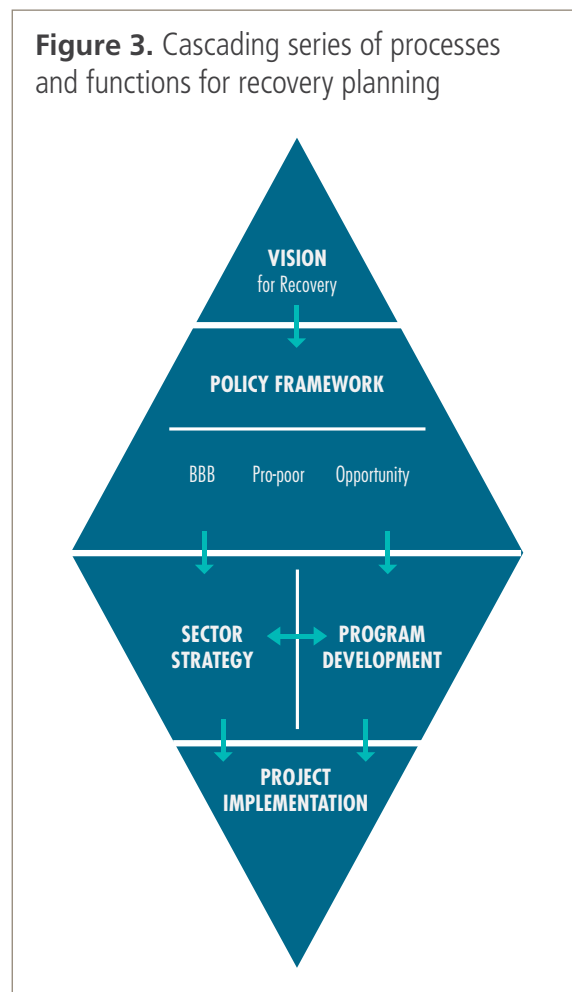 Figure 3. Cascading series of processes
and functions for recovery planning
VISION
for Recovery
POLICY FRAMEWORK
BBB Pro-poor Opportunity
SECTOR
STRATEGY
PROGRAM
DEVELOPMENT
PROJECT
IMPLEMENTATION